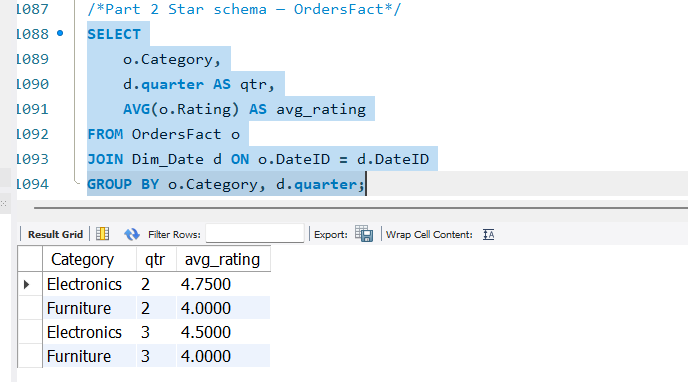 1087 /*Part 2 Star schema — OrdersFact*/
1088 SELECT
1089 o.Category,
1090 d.quarter AS qtr,
1091 AVG(o.Rating) AS avg_rating
1092 FROM OrdersFact o
1093 JOIN Dim_Date d ON o.DateID = d.DateID
1094 GROUP BY o.Category, d.quarter;
Result Grid Filter Rows: Export: Wrap Cell Content:
Category qtr avg_rating
Electronics 2 4.7500
Furniture 2 4.0000
Electronics 3 4.5000
Furniture 3 4.0000